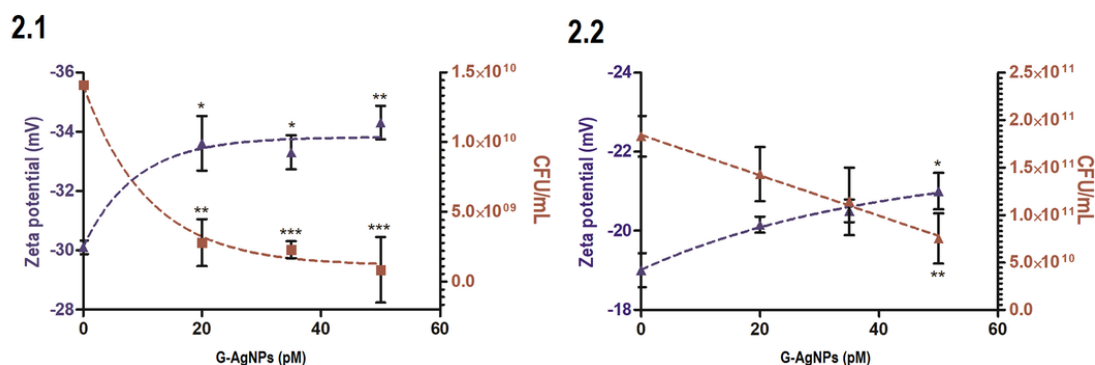 2.1
2.2
-36
-34
-32
-30
-28
Zeta potential (mV)
1.5×10¹⁰
1.0×10¹⁰
5.0×10⁰⁹
0.0
CFU/mL
* * **
** *** ***
0 20 40 60
G-AgNPs (pM)
-24
-22
-20
-18
Zeta potential (mV)
2.5×10¹¹
2.0×10¹¹
1.5×10¹¹
1.0×10¹¹
5.0×10¹⁰
0.0
CFU/mL
*
**
0 20 40 60
G-AgNPs (pM)